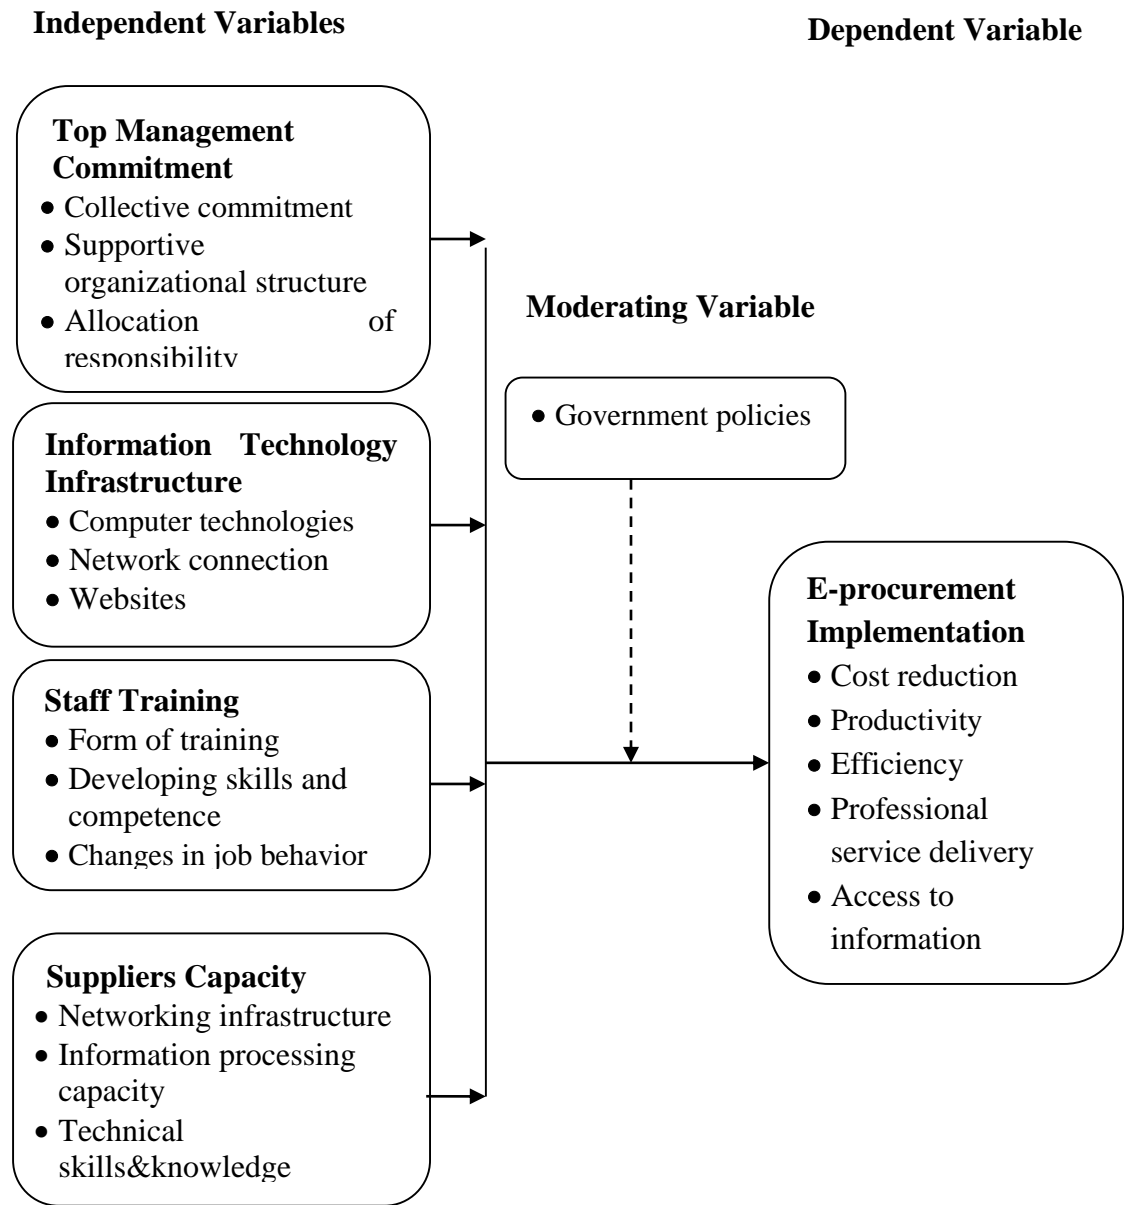 Independent Variables
Dependent Variable
Top Management
Commitment
• Collective commitment
• Supportive
organizational structure
• Allocation of
responsibility
Moderating Variable
• Government policies
Information Technology
Infrastructure
• Computer technologies
• Network connection
• Websites
Staff Training
• Form of training
• Developing skills and
competence
• Changes in job behavior
Suppliers Capacity
• Networking infrastructure
• Information processing
capacity
• Technical
skills&knowledge
E-procurement
Implementation
• Cost reduction
• Productivity
• Efficiency
• Professional
service delivery
• Access to
information